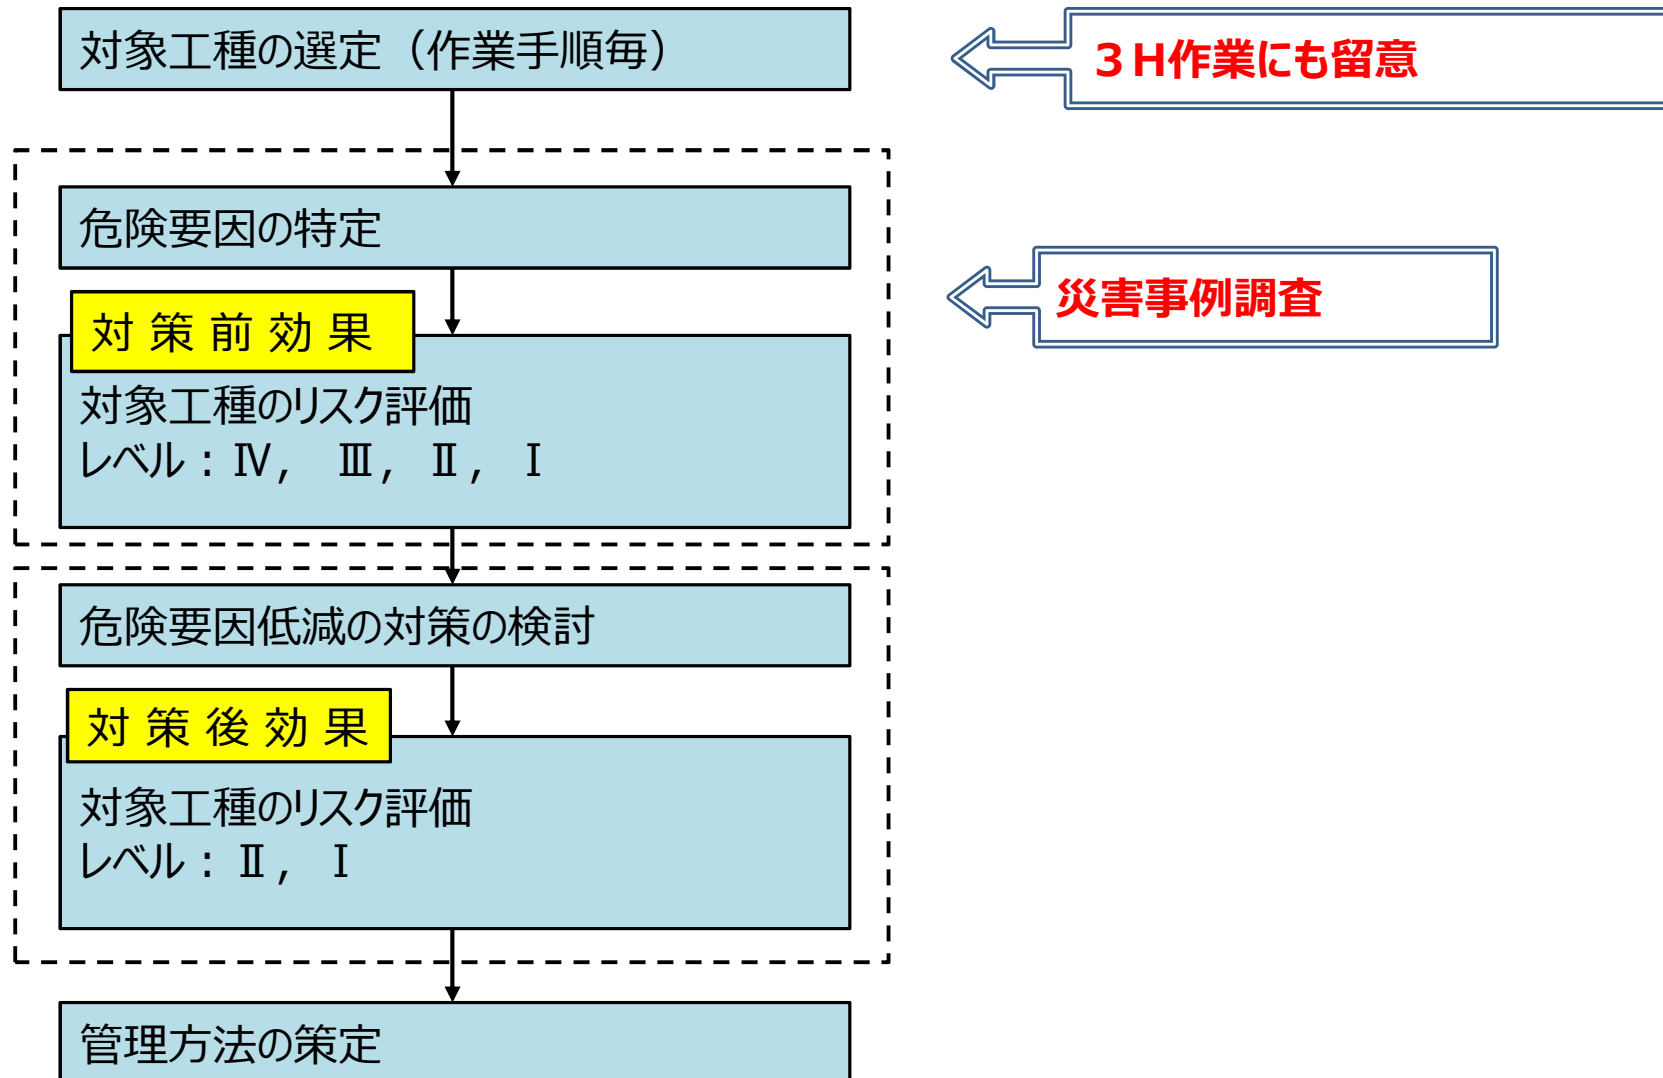 対象工種の選定（作業手順毎）
３H作業にも留意
危険要因の特定
災害事例調査
対策前効果
対象工種のリスク評価
レベル：Ⅳ， Ⅲ，Ⅱ， Ⅰ
危険要因低減の対策の検討
対策後効果
対象工種のリスク評価
レベル：Ⅱ， Ⅰ
管理方法の策定